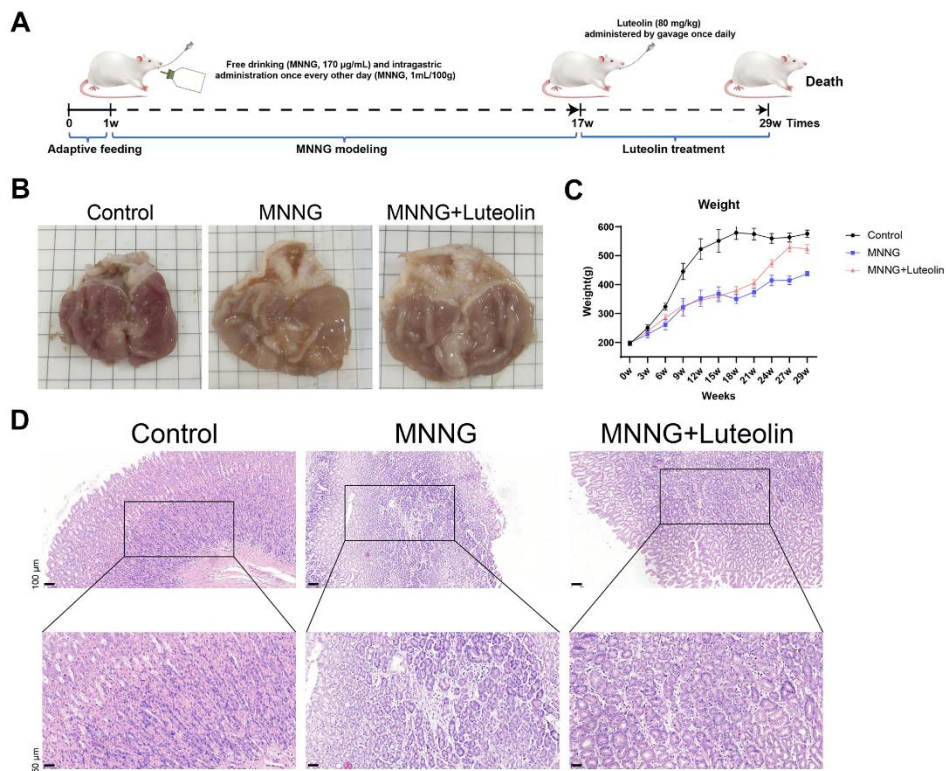 A
Free drinking (MNNG, 170 μg/mL) and intragastric
administration once every other day (MNNG, 1mL/100g)
Luteolin (80 mg/kg)
administered by gavage once daily
Death
0
1w
17w
29w
Times
Adaptive feeding
MNNG modeling
Luteolin treatment
B
Control
MNNG
MNNG+Luteolin
C
Weight
Control
MNNG
MNNG+Luteolin
Weight(g)
600
500
400
300
200
0w
3w
6w
9w
12w
15w
18w
21w
24w
27w
29w
Weeks
D
Control
MNNG
MNNG+Luteolin
100 μm
50 μm